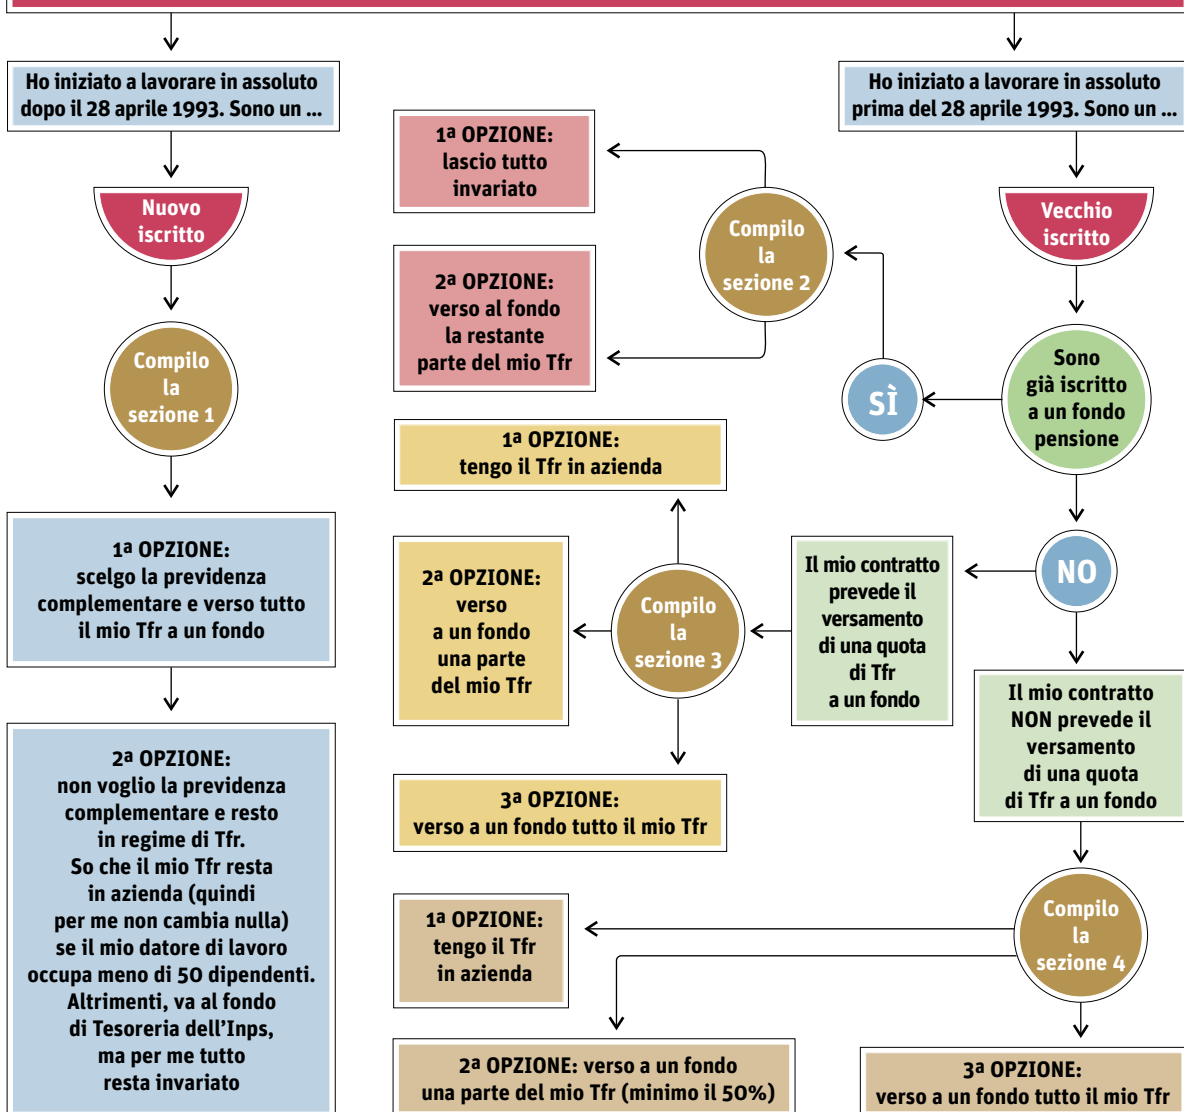 Ho iniziato a lavorare in assoluto
dopo il 28 aprile 1993. Sono un ...
Nuovo
iscritto
Compilo
la
sezione 1
1ª OPZIONE:
scelgo la previdenza
complementare e verso tutto
il mio Tfr a un fondo
2ª OPZIONE:
non voglio la previdenza
complementare e resto
in regime di Tfr.
So che il mio Tfr resta
in azienda (quindi
per me non cambia nulla)
se il mio datore di lavoro
occupa meno di 50 dipendenti.
Altrimenti, va al fondo
di Tesoreria dell'Inps,
ma per me tutto
resta invariato
Ho iniziato a lavorare in assoluto
prima del 28 aprile 1993. Sono un ...
Vecchio
iscritto
Sono
già iscritto
a un fondo
pensione
SÌ
Compilo
la
sezione 2
1ª OPZIONE:
lascio tutto
invariato
2ª OPZIONE:
verso al fondo
la restante
parte del mio Tfr
NO
Il mio contratto
prevede il
versamento
di una quota
di Tfr
a un fondo
Compilo
la
sezione 3
1ª OPZIONE:
tengo il Tfr in azienda
2ª OPZIONE:
verso
a un fondo
una parte
del mio Tfr
3ª OPZIONE:
verso a un fondo tutto il mio Tfr
Il mio contratto
NON prevede il
versamento
di una quota
di Tfr a un fondo
Compilo
la
sezione 4
1ª OPZIONE:
tengo il Tfr
in azienda
2ª OPZIONE: verso a un fondo
una parte del mio Tfr (minimo il 50%)
3ª OPZIONE:
verso a un fondo tutto il mio Tfr